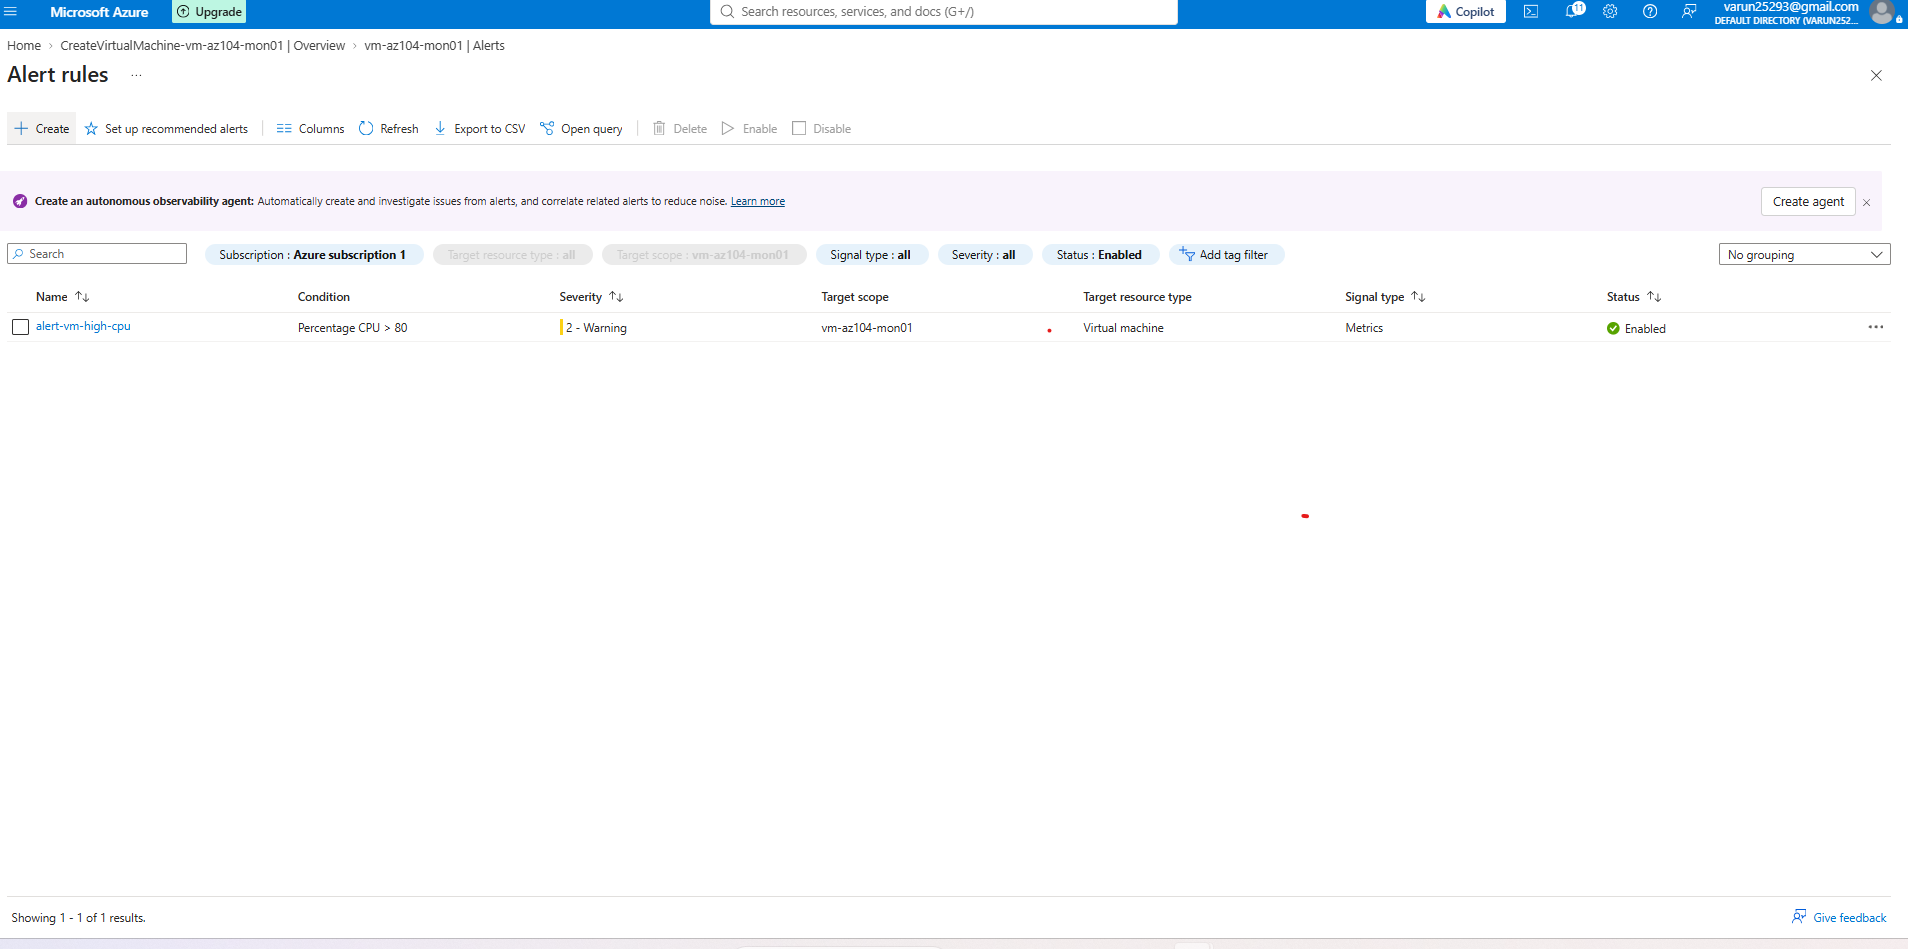 Microsoft Azure
Upgrade
Search resources, services, and docs (G+/)
Copilot
11
varun25293@gmail.com
DEFAULT DIRECTORY (VARUN252...
Home > CreateVirtualMachine-vm-az104-mon01 | Overview > vm-az104-mon01 | Alerts
Alert rules ...
Create
Set up recommended alerts
Columns
Refresh
Export to CSV
Open query
Delete
Enable
Disable
Create an autonomous observability agent: Automatically create and investigate issues from alerts, and correlate related alerts to reduce noise. Learn more
Create agent
Search
Subscription : Azure subscription 1
Target resource type : all
Target scope : vm-az104-mon01
Signal type : all
Severity : all
Status : Enabled
Add tag filter
No grouping
Name Condition Severity Target scope Target resource type Signal type Status
alert-vm-high-cpu Percentage CPU > 80 2 - Warning vm-az104-mon01 Virtual machine Metrics Enabled
Showing 1 - 1 of 1 results.
Give feedback